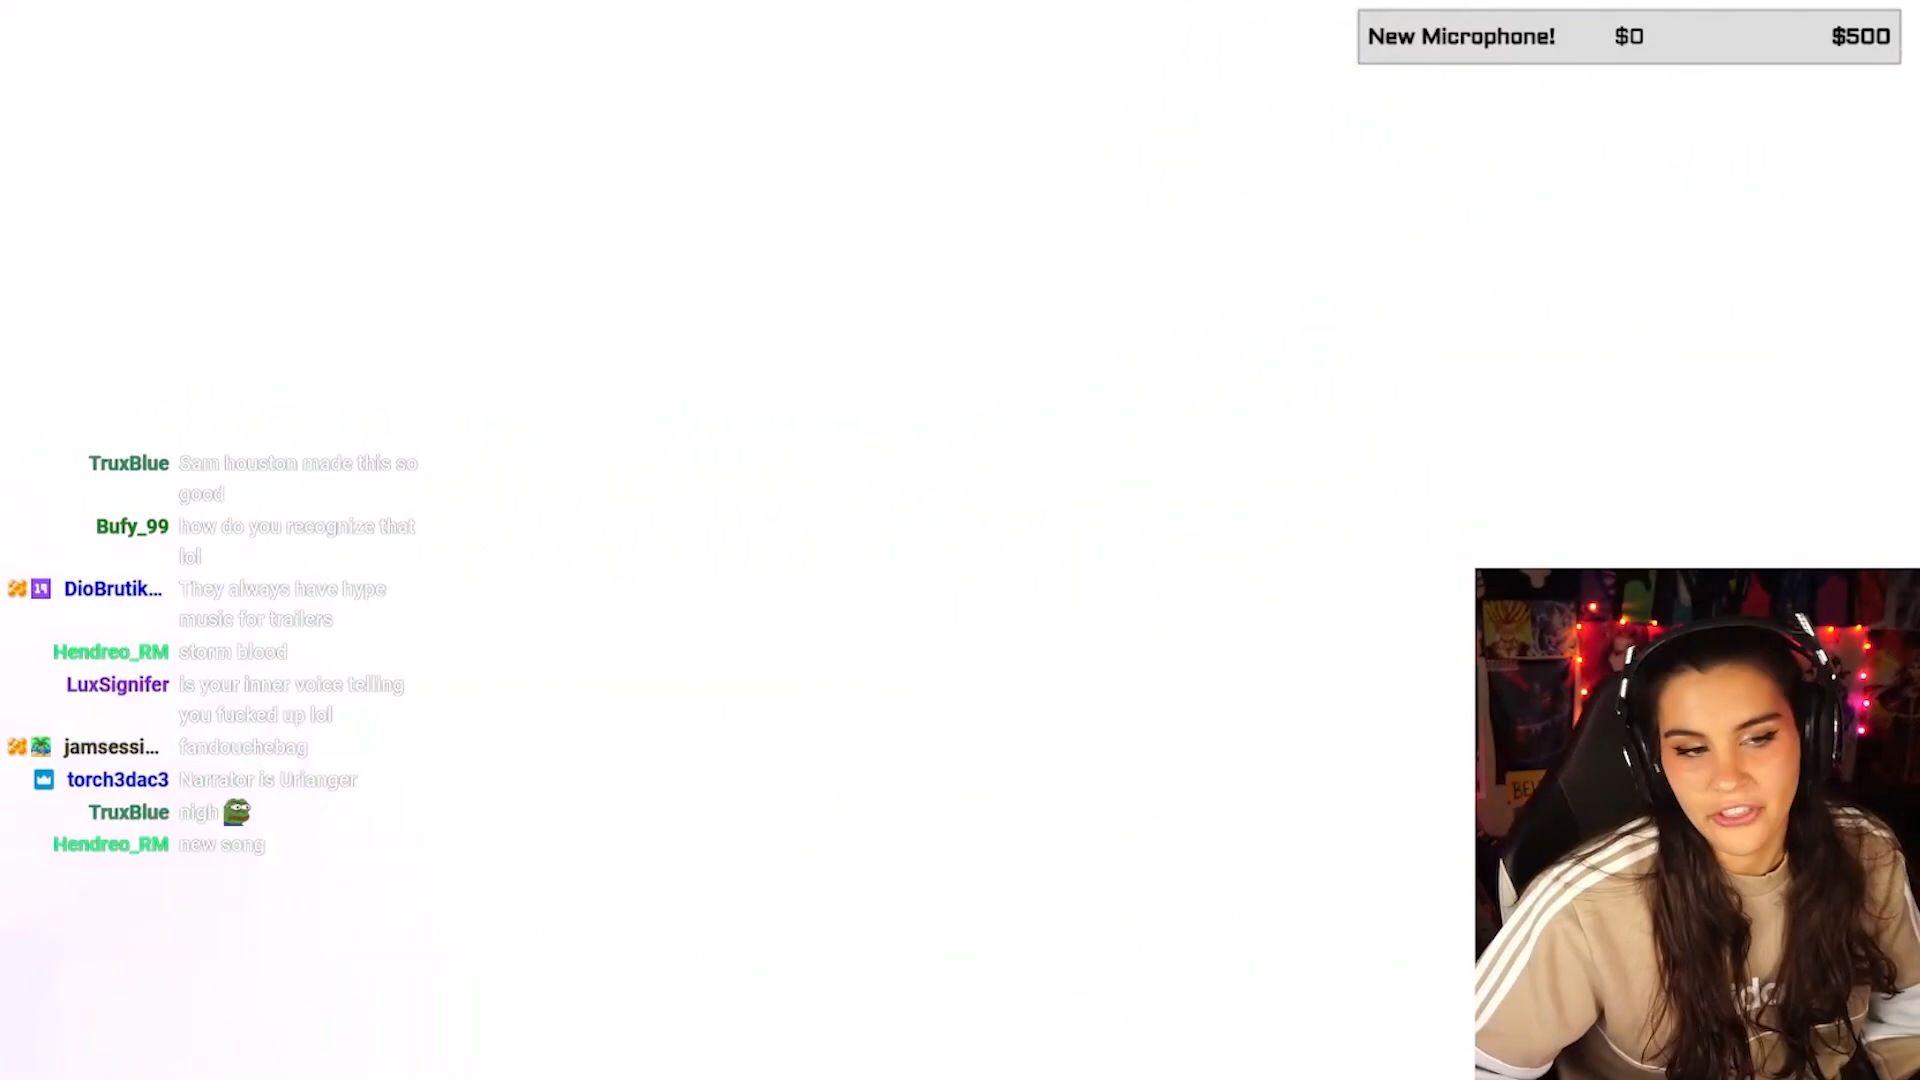 New Microphone! $0 $500
TruxBlue Sam houston made this so
good
Bufy_99 how do you recognize that
lol
19 DioBrutik... They always have hype
music for trailers
Hendreo_RM storm blood
LuxSignifer is your inner voice telling
you fucked up lol
jamsessi... fandouchebag
torch3dac3 Narrator is Urianger
TruxBlue nigh
Hendreo_RM new song